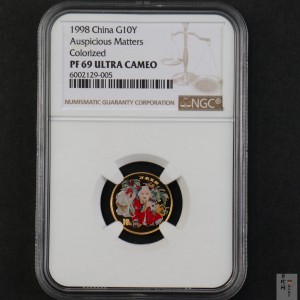 1998 China G10Y
Auspicious Matters
Colorized
PF 69 ULTRA CAMEO
6002129-005
NUMISMATIC GUARANTY CORPORATION
NGC